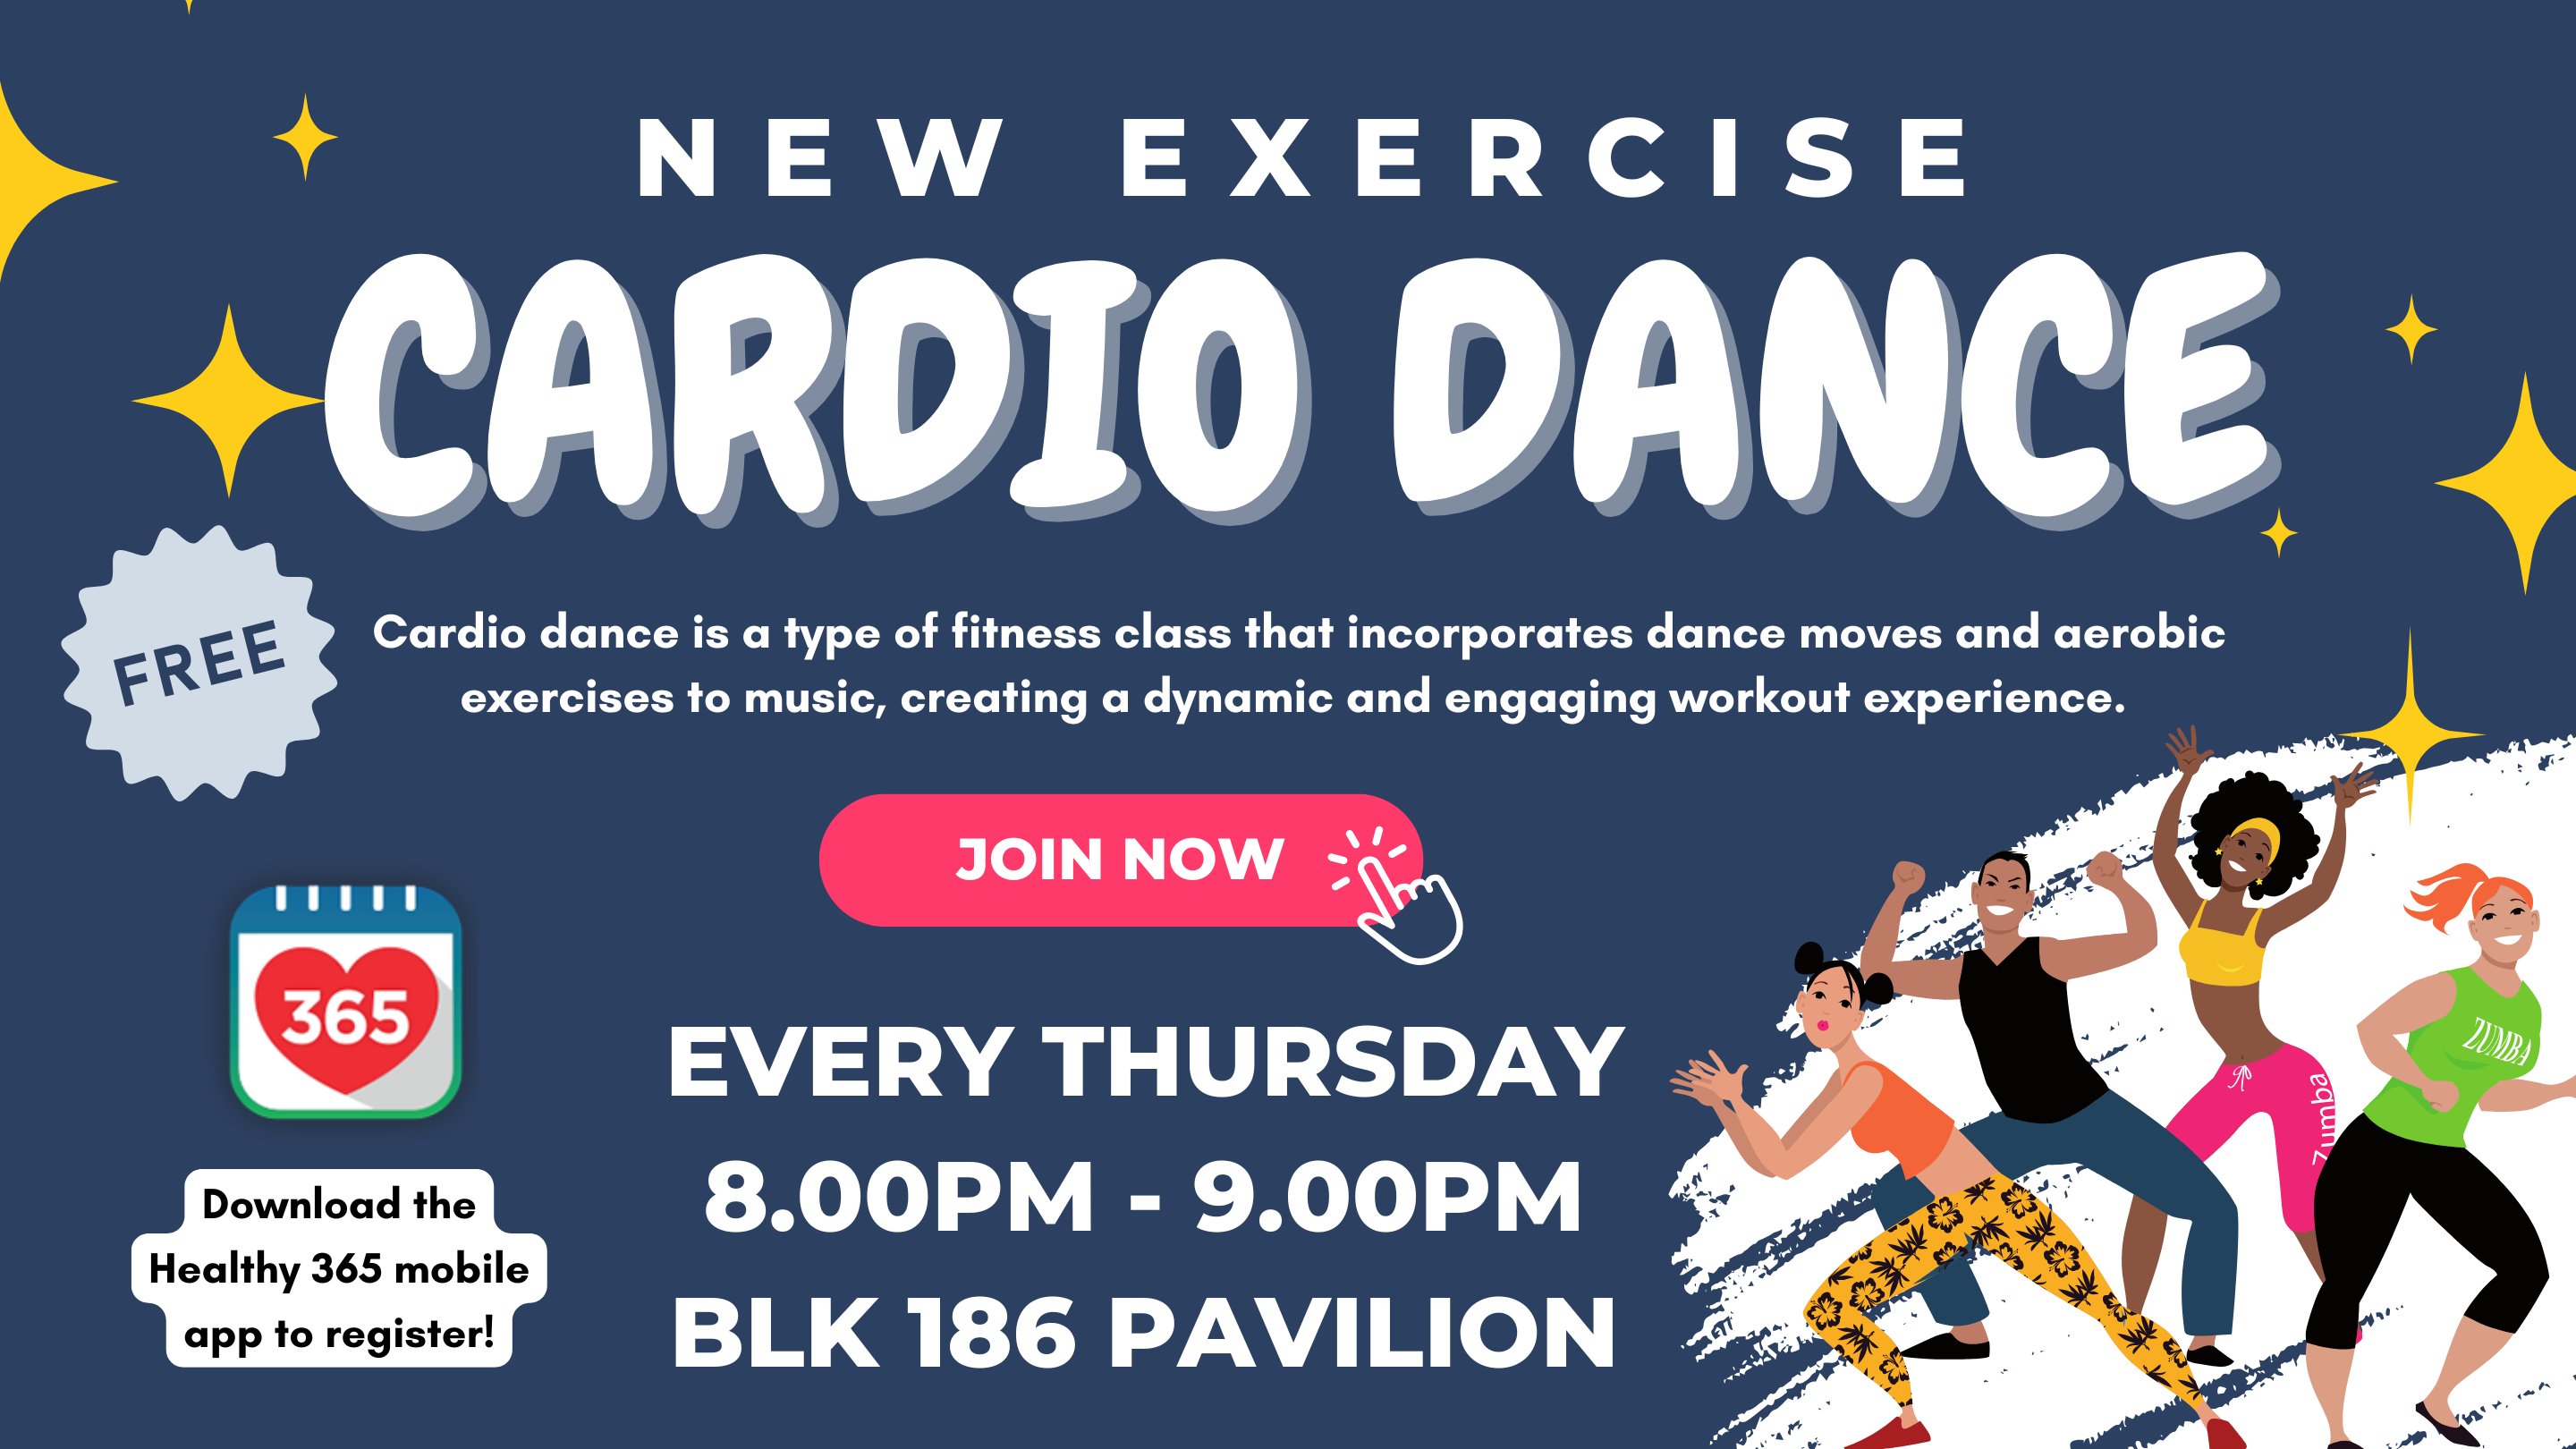 NEW EXERCISE
CARDIO DANCE
FREE
Cardio dance is a type of fitness class that incorporates dance moves and aerobic
exercises to music, creating a dynamic and engaging workout experience.
JOIN NOW
365
Download the
Healthy 365 mobile
app to register!
EVERY THURSDAY
8.00PM - 9.00PM
BLK 186 PAVILION
Zumba
ZUMBA